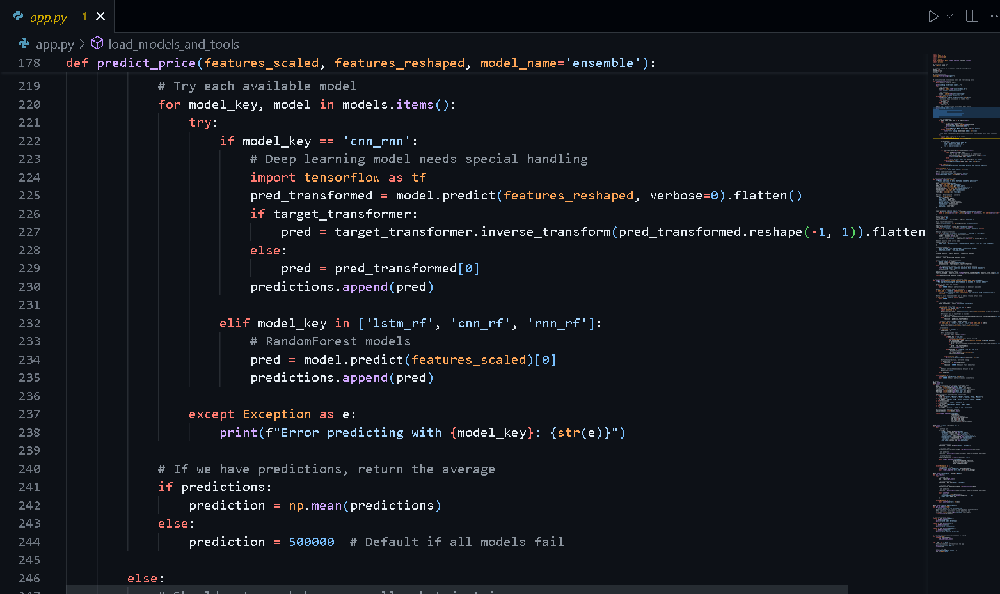 app.py 1
app.py > load_models_and_tools
178 def predict_price(features_scaled, features_reshaped, model_name='ensemble'):
219 # Try each available model
220 for model_key, model in models.items():
221 try:
222 if model_key == 'cnn_rnn':
223 # Deep learning model needs special handling
224 import tensorflow as tf
225 pred_transformed = model.predict(features_reshaped, verbose=0).flatten()
226 if target_transformer:
227 pred = target_transformer.inverse_transform(pred_transformed.reshape(-1, 1)).flatten
228 else:
229 pred = pred_transformed[0]
230 predictions.append(pred)
231
232 elif model_key in ['lstm_rf', 'cnn_rf', 'rnn_rf']:
233 # RandomForest models
234 pred = model.predict(features_scaled)[0]
235 predictions.append(pred)
236
237 except Exception as e:
238 print(f"Error predicting with {model_key}: {str(e)}")
239
240 # If we have predictions, return the average
241 if predictions:
242 prediction = np.mean(predictions)
243 else:
244 prediction = 500000 # Default if all models fail
245
246 else: